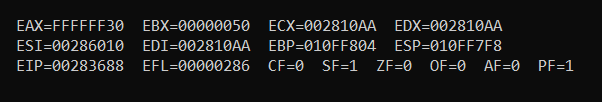 EAX=FFFFFF30 EBX=00000050 ECX=002810AA EDX=002810AA
ESI=00286010 EDI=002810AA EBP=010FF804 ESP=010FF7F8
EIP=00283688 EFL=00000286 CF=0 SF=1 ZF=0 OF=0 AF=0 PF=1